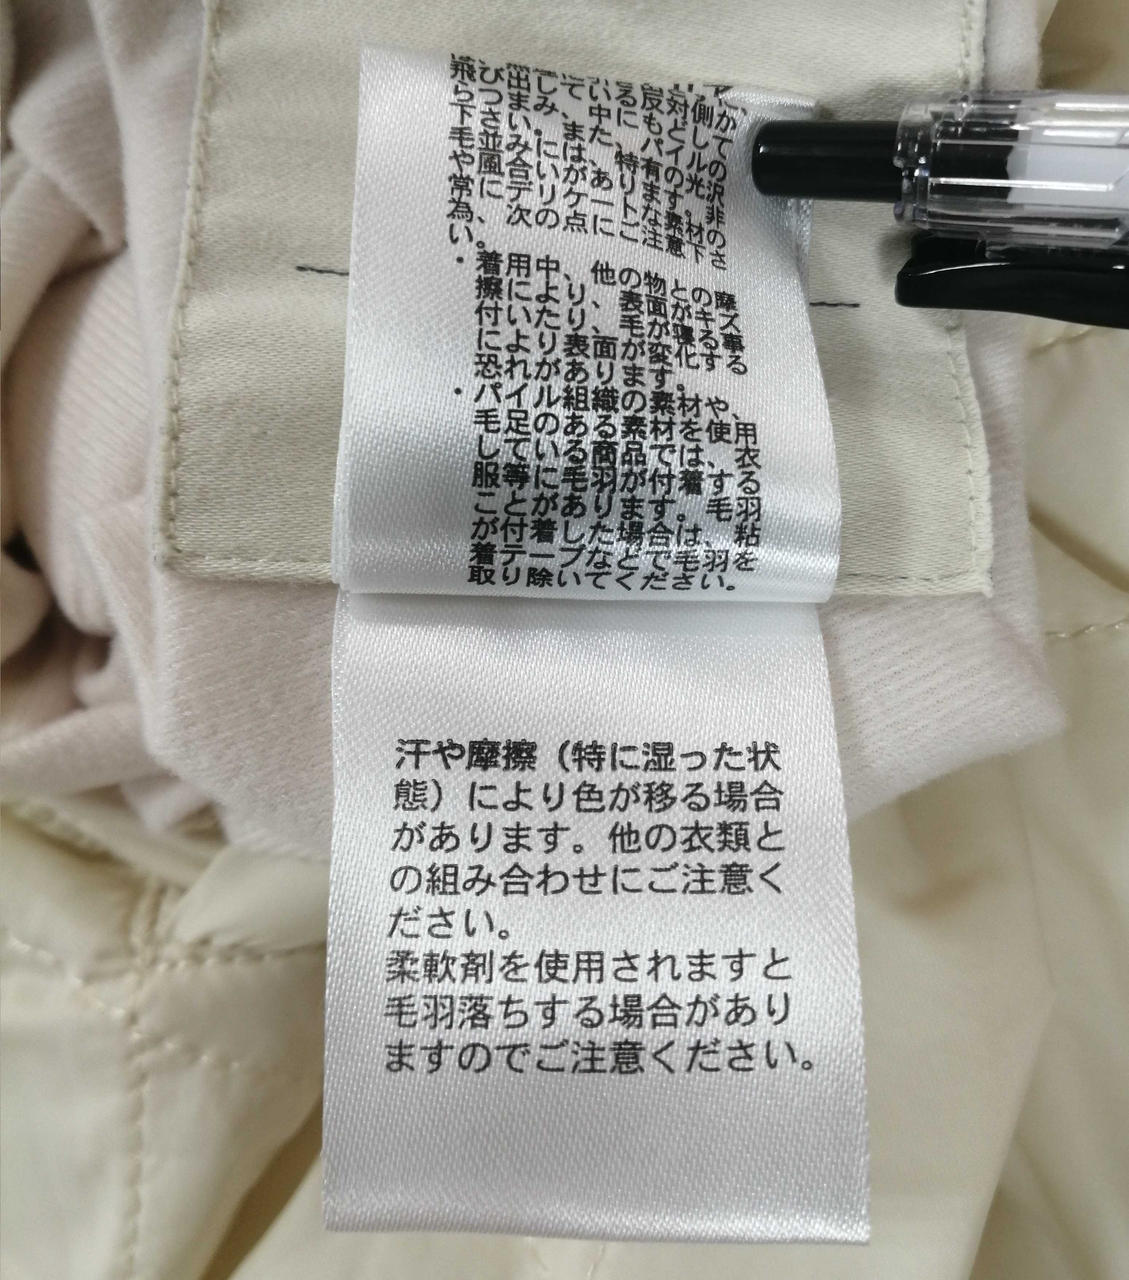 飛び出している反対側か
らつまみ、中にもどして
下さい。また、パイルの
毛並みには、特有の光沢
や風合いがあります。非
常にデリケートな素材の
為、次の点にご注意下さ
い。
・着用中、他の物との摩
擦により、表面がキズ
付いたり、毛が寝る事
により表面が変化する
恐れがあります。
・パイル組織の素材や、
毛足のある素材を使用
している商品では、衣
服等に毛羽が付着する
ことがあります。毛羽
が付着した場合は、粘
着テープなどで毛羽を
取り除いてください。
汗や摩擦（特に湿った状
態）により色が移る場合
があります。他の衣類と
の組み合わせにご注意く
ださい。
柔軟剤を使用されますと
毛羽落ちする場合があり
ますのでご注意ください。